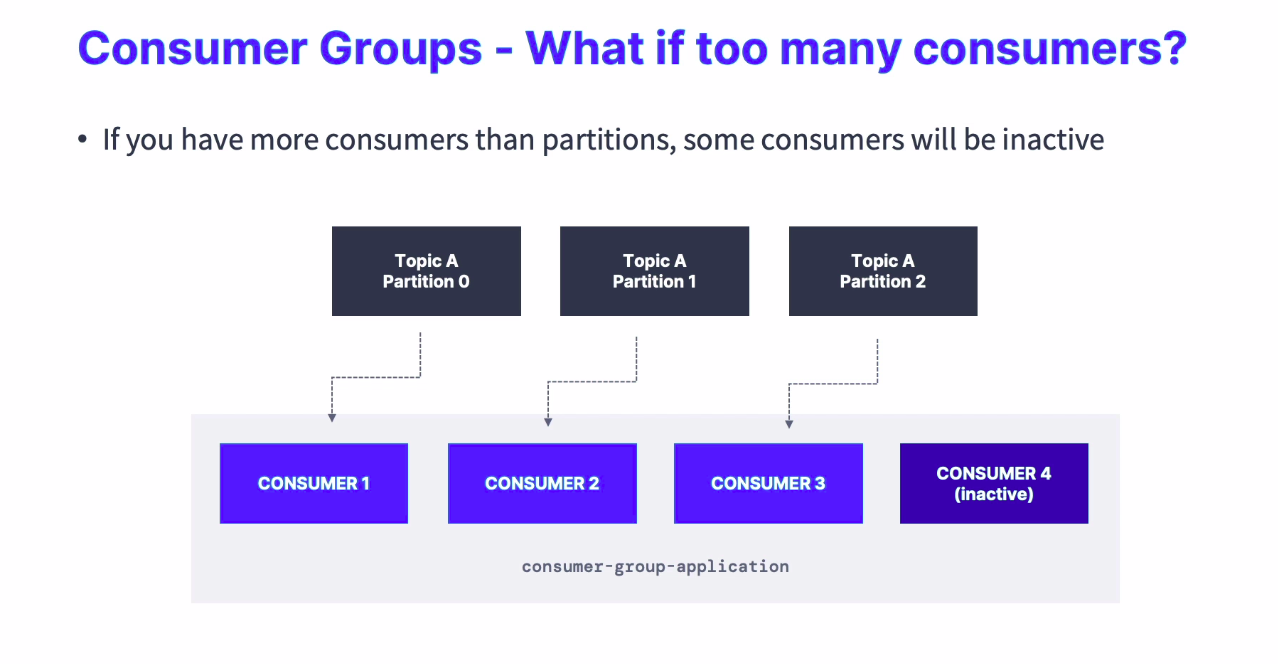 Consumer Groups - What if too many consumers?
• If you have more consumers than partitions, some consumers will be inactive
Topic A
Partition 0
Topic A
Partition 1
Topic A
Partition 2
CONSUMER 1
CONSUMER 2
CONSUMER 3
CONSUMER 4
(inactive)
consumer-group-application